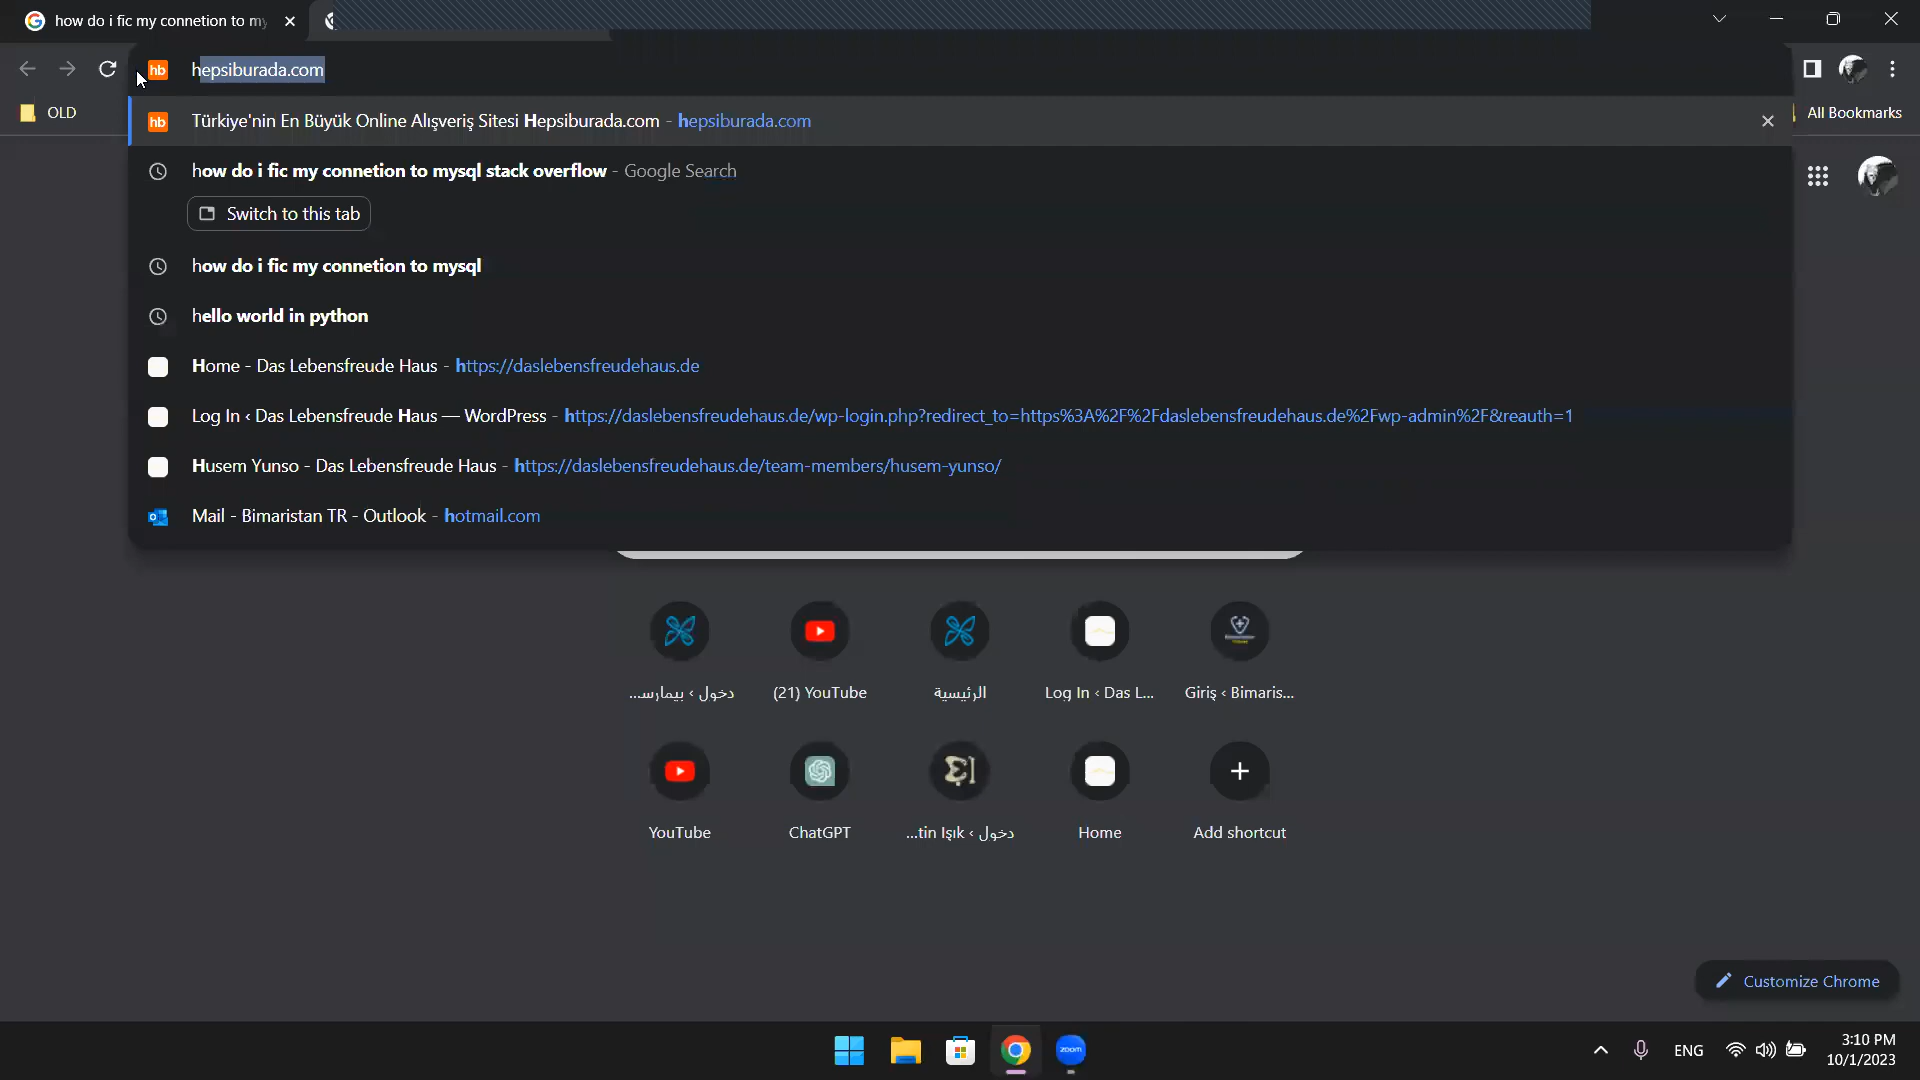 how do i fic my connetion to my
hb hepsiburada.com
OLD
All Bookmarks
hb Türkiye'nin En Büyük Online Alışveriş Sitesi Hepsiburada.com - hepsiburada.com
how do i fic my connetion to mysql stack overflow - Google Search
Switch to this tab
how do i fic my connetion to mysql
hello world in python
Home - Das Lebensfreude Haus - https://daslebensfreudehaus.de
Log In ‹ Das Lebensfreude Haus — WordPress - https://daslebensfreudehaus.de/wp-login.php?redirect_to=https%3A%2F%2Fdaslebensfreudehaus.de%2Fwp-admin%2F&reauth=1
Husem Yunso - Das Lebensfreude Haus - https://daslebensfreudehaus.de/team-members/husem-yunso/
Mail - Bimaristan TR - Outlook - hotmail.com
دخول ‹ بيمارس...
(21) YouTube
الرئيسية
Log In ‹ Das L...
Giriş ‹ Bimaris...
YouTube
ChatGPT
...tin Işık ‹ دخول
Home
Add shortcut
Customize Chrome
zoom
ENG
3:10 PM
10/1/2023